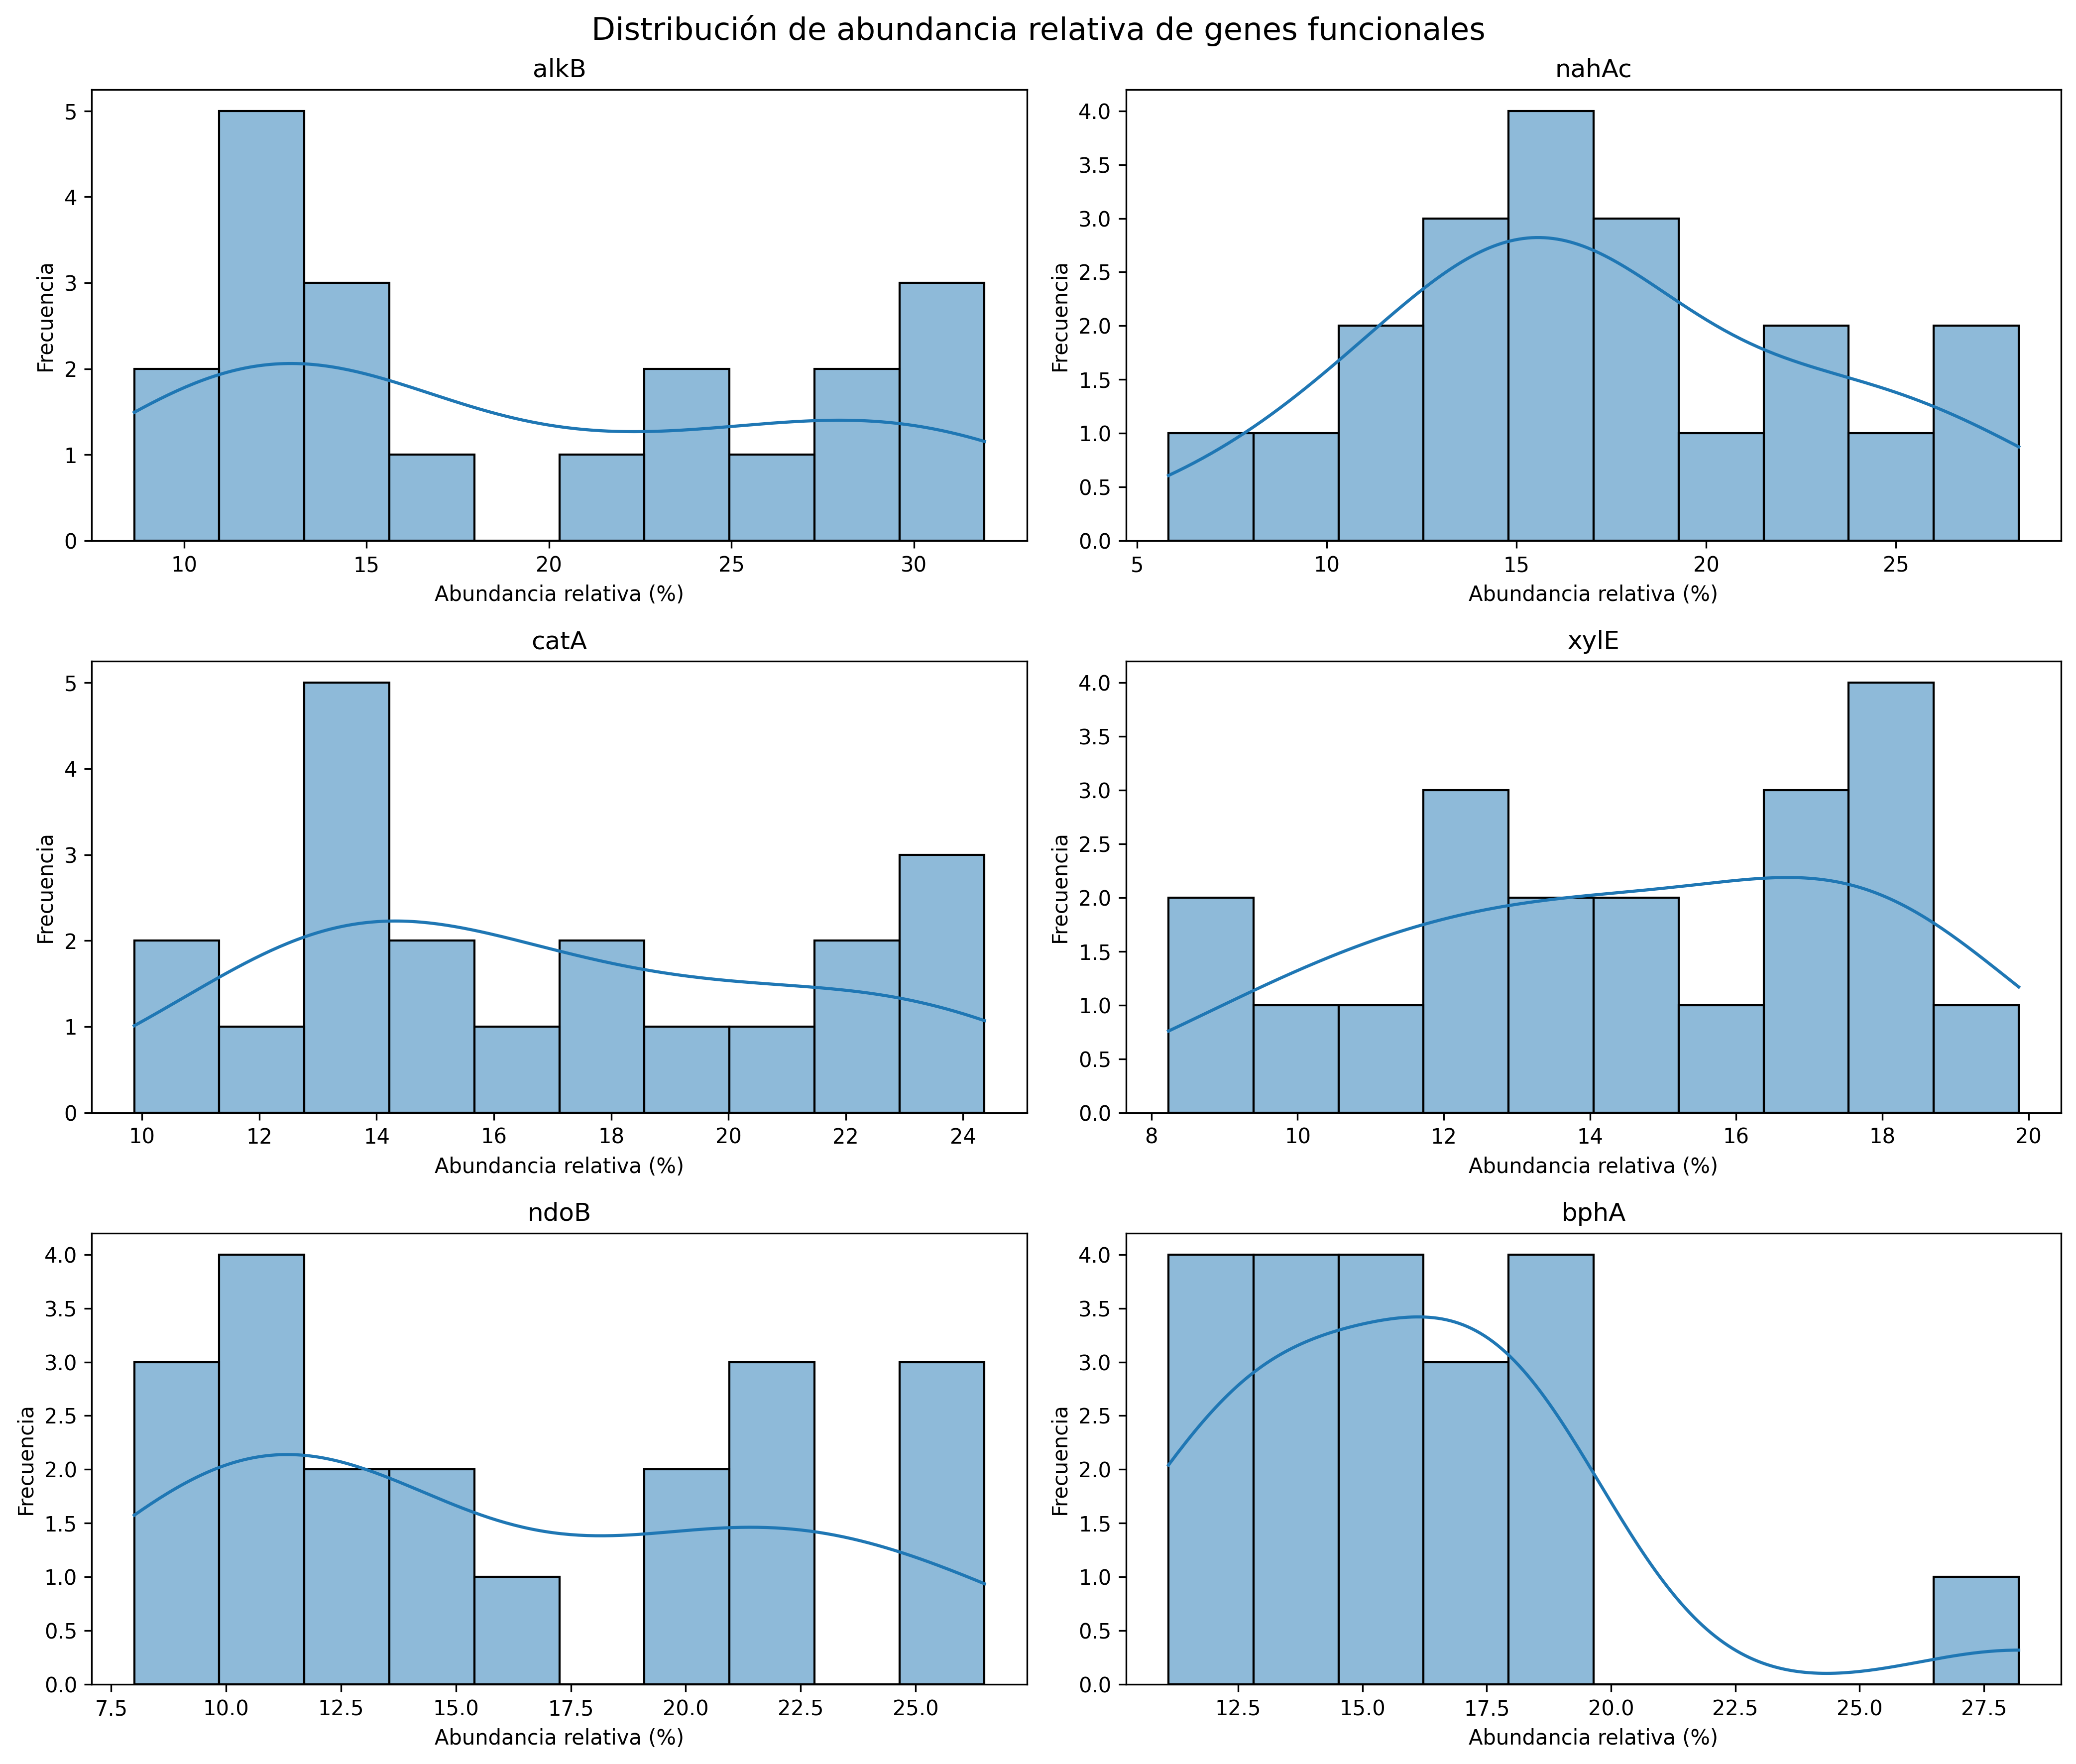 Distribución de abundancia relativa de genes funcionales
alkB
5
4
3
2
1
0
Frecuencia
10 15 20 25 30
Abundancia relativa (%)
nahAc
4.0
3.5
3.0
2.5
2.0
1.5
1.0
0.5
0.0
Frecuencia
5 10 15 20 25
Abundancia relativa (%)
catA
5
4
3
2
1
0
Frecuencia
10 12 14 16 18 20 22 24
Abundancia relativa (%)
xylE
4.0
3.5
3.0
2.5
2.0
1.5
1.0
0.5
0.0
Frecuencia
8 10 12 14 16 18 20
Abundancia relativa (%)
ndoB
4.0
3.5
3.0
2.5
2.0
1.5
1.0
0.5
0.0
Frecuencia
7.5 10.0 12.5 15.0 17.5 20.0 22.5 25.0
Abundancia relativa (%)
bphA
4.0
3.5
3.0
2.5
2.0
1.5
1.0
0.5
0.0
Frecuencia
12.5 15.0 17.5 20.0 22.5 25.0 27.5
Abundancia relativa (%)